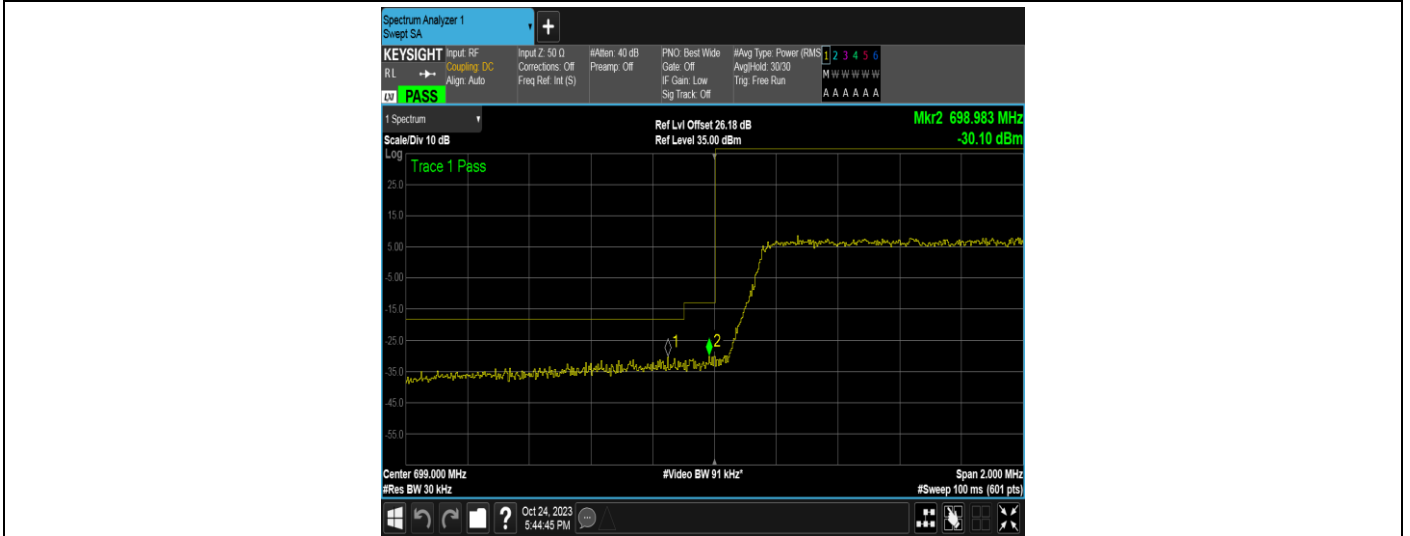 Spectrum Analyzer 1
Swept SA
+
KEYSIGHT Input: RF Input Z: 50 Ω #Atten: 40 dB PNO: Best Wide #Avg Type: Power (RMS 1 2 3 4 5 6
RL Coupling: DC Corrections: Off Preamp: Off Gate: Off Avg|Hold: 30/30 M W W W W W
Align: Auto Freq Ref: Int (S) IF Gain: Low Trig: Free Run
Sig Track: Off A A A A A A
LXI PASS
1 Spectrum Ref Lvl Offset 26.18 dB Mkr2 698.983 MHz
Scale/Div 10 dB Ref Level 35.00 dBm -30.10 dBm
Log
Trace 1 Pass
25.0
15.0
5.00
-5.00
-15.0
-25.0
1 2
-35.0
-45.0
-55.0
Center 699.000 MHz #Video BW 91 kHz* Span 2.000 MHz
#Res BW 30 kHz #Sweep 100 ms (601 pts)
? Oct 24, 2023
5:44:45 PM